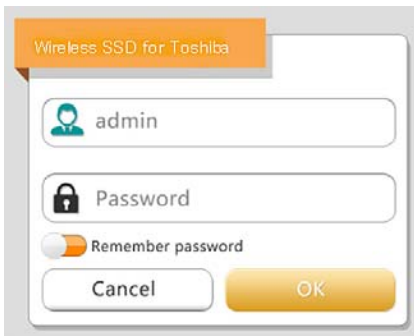 Wireless SSD for Toshiba
admin
Password
Remember password
Cancel OK